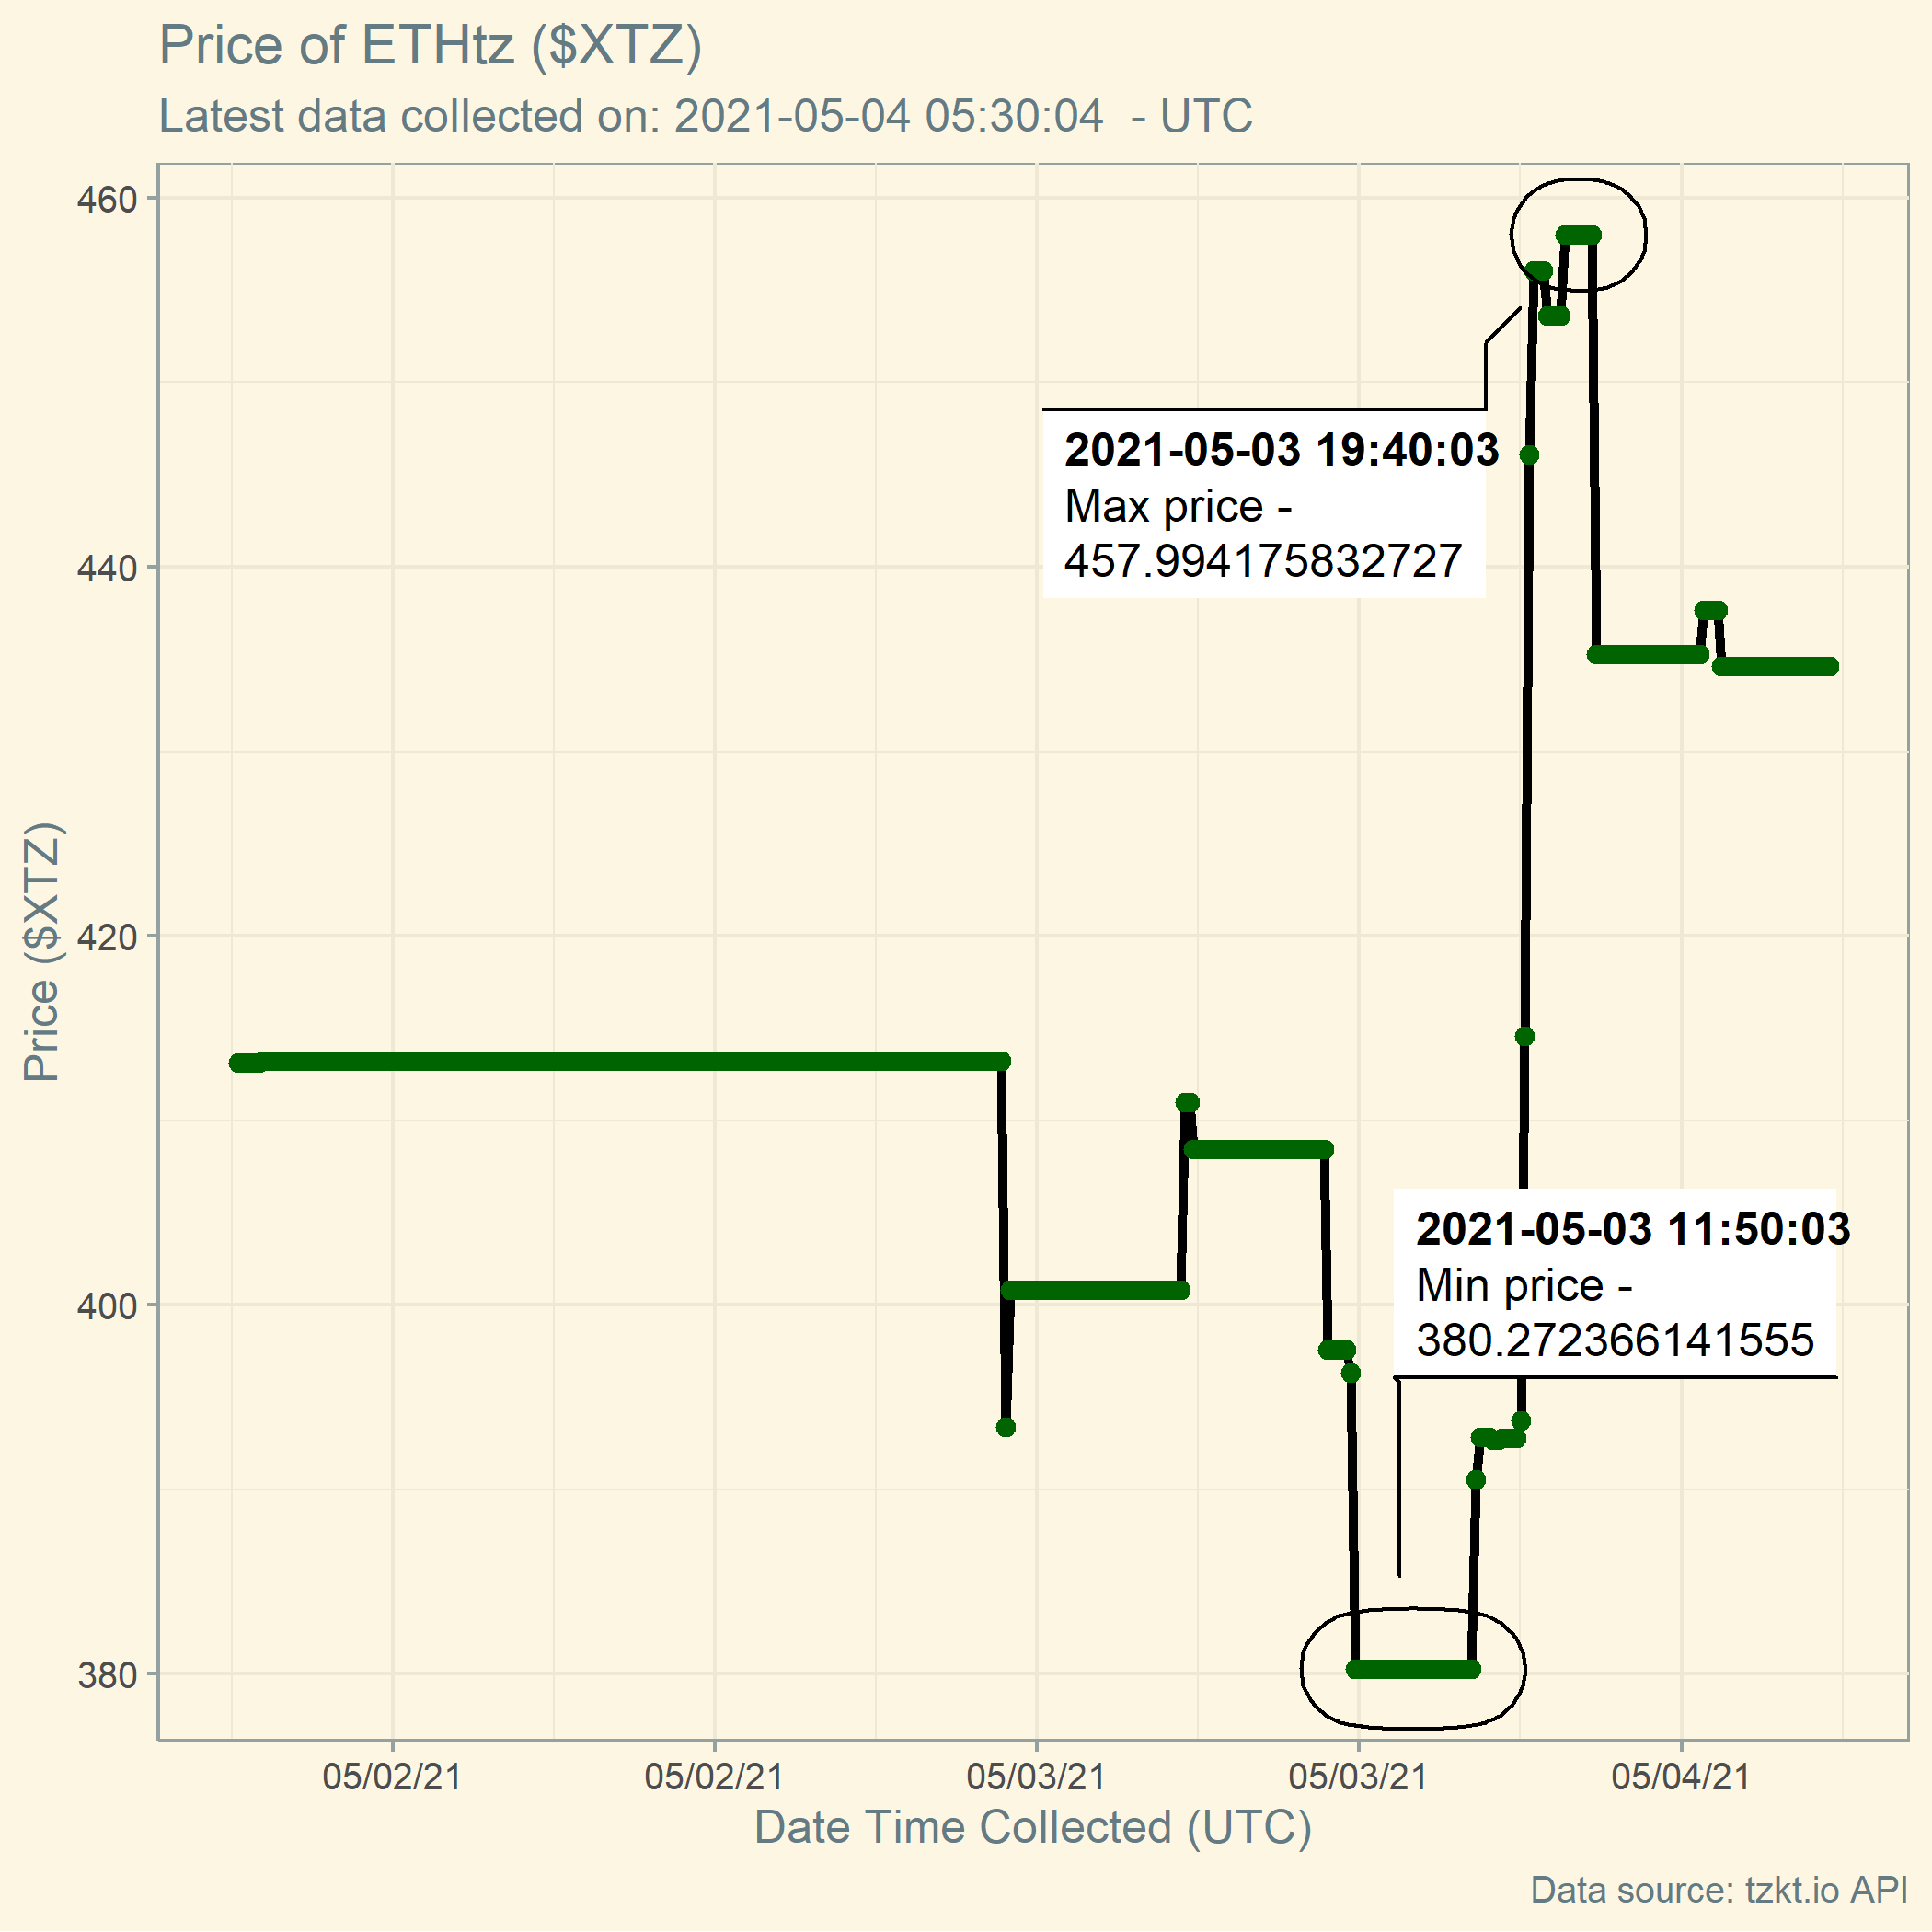 Price of ETHtz ($XTZ)
Latest data collected on: 2021-05-04 05:30:04  - UTC
460
440
420
400
380
Price ($XTZ)
2021-05-03 19:40:03
Max price -
457.994175832727
2021-05-03 11:50:03
Min price -
380.272366141555
05/02/21
05/02/21
05/03/21
05/03/21
05/04/21
Date Time Collected (UTC)
Data source: tzkt.io API